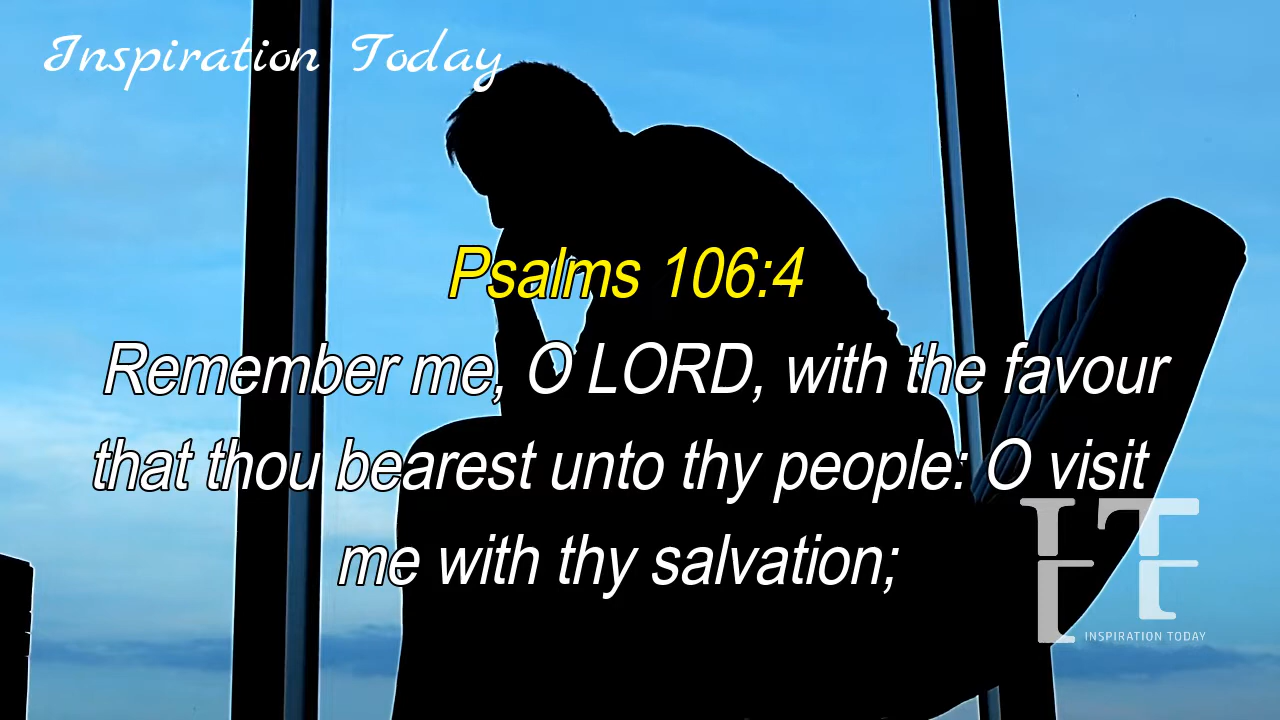 Inspiration Today
Psalms 106:4
Remember me, O LORD, with the favour
that thou bearest unto thy people: O visit
me with thy salvation;
IT
INSPIRATION TODAY